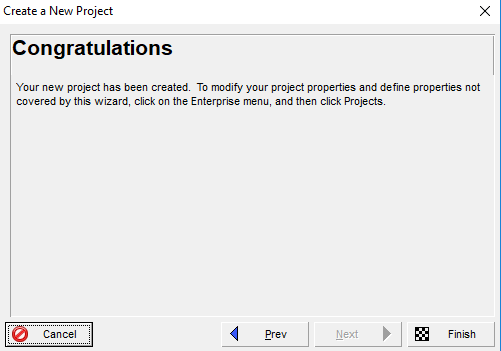 Create a New Project
Congratulations
Your new project has been created.  To modify your project properties and define properties not
covered by this wizard, click on the Enterprise menu, and then click Projects.
Cancel
Prev
Next
Finish